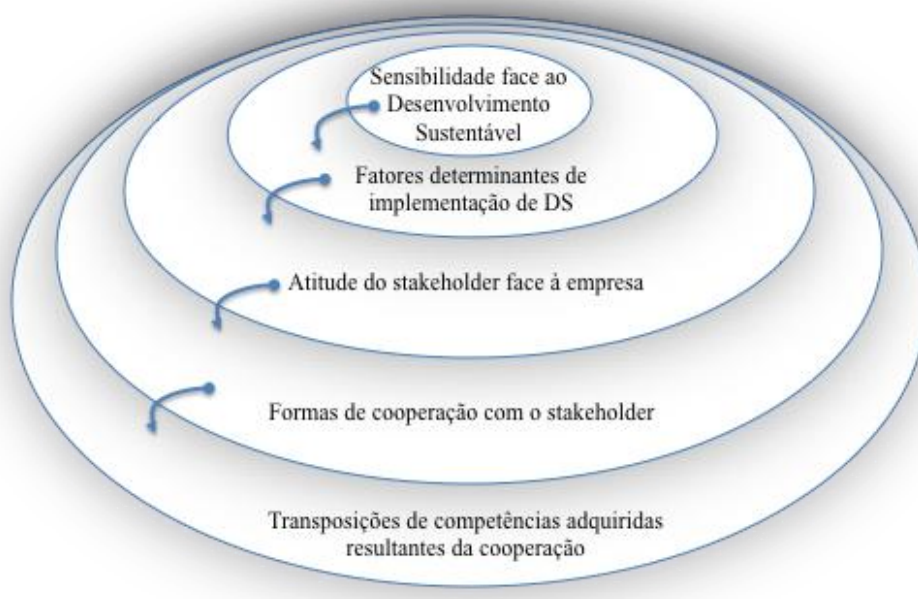 Sensibilidade face ao
Desenvolvimento
Sustentável
Fatores determinantes de
implementação de DS
Atitude do stakeholder face à empresa
Formas de cooperação com o stakeholder
Transposições de competências adquiridas
resultantes da cooperação